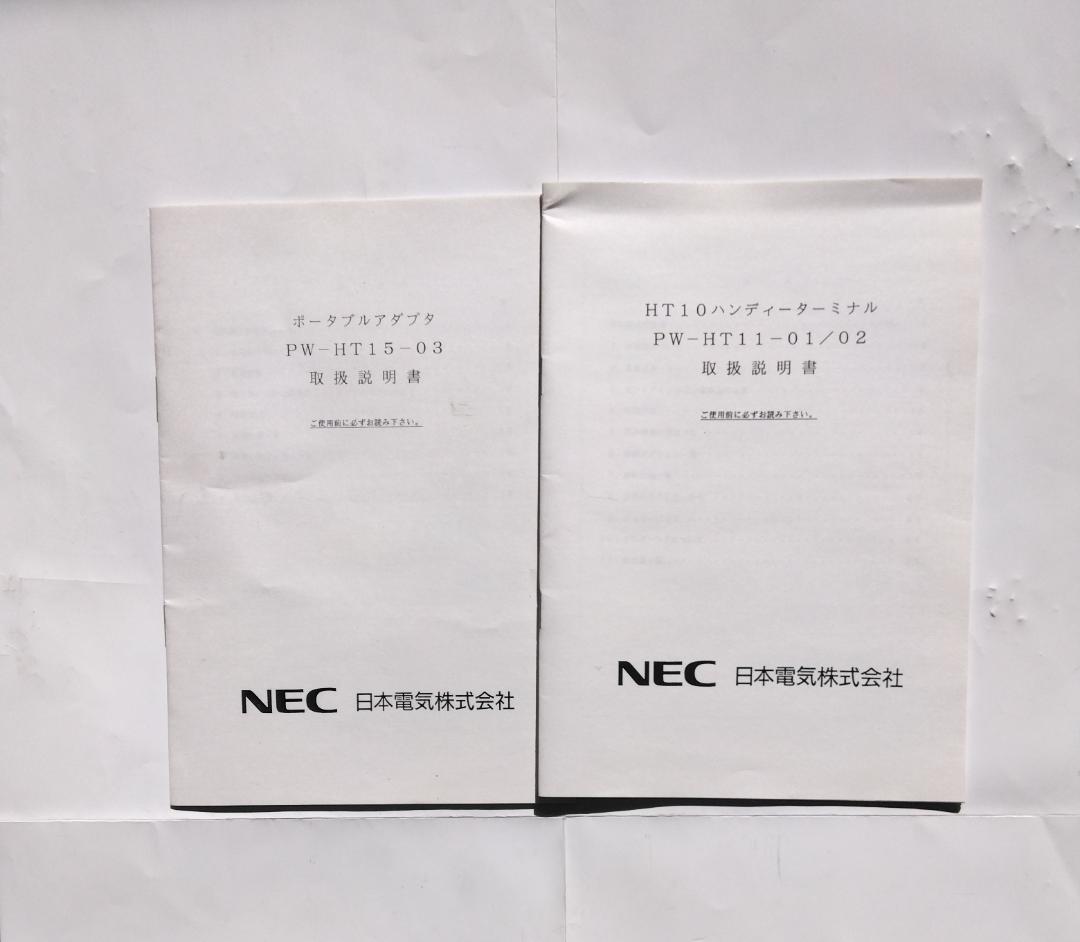 ポータブルアダプタ
PW-HT15-03
取扱説明書
ご使用前に必ずお読み下さい。
NEC 日本電気株式会社
HT10ハンディーターミナル
PW-HT11-01/02
取扱説明書
ご使用前に必ずお読み下さい。
NEC 日本電気株式会社